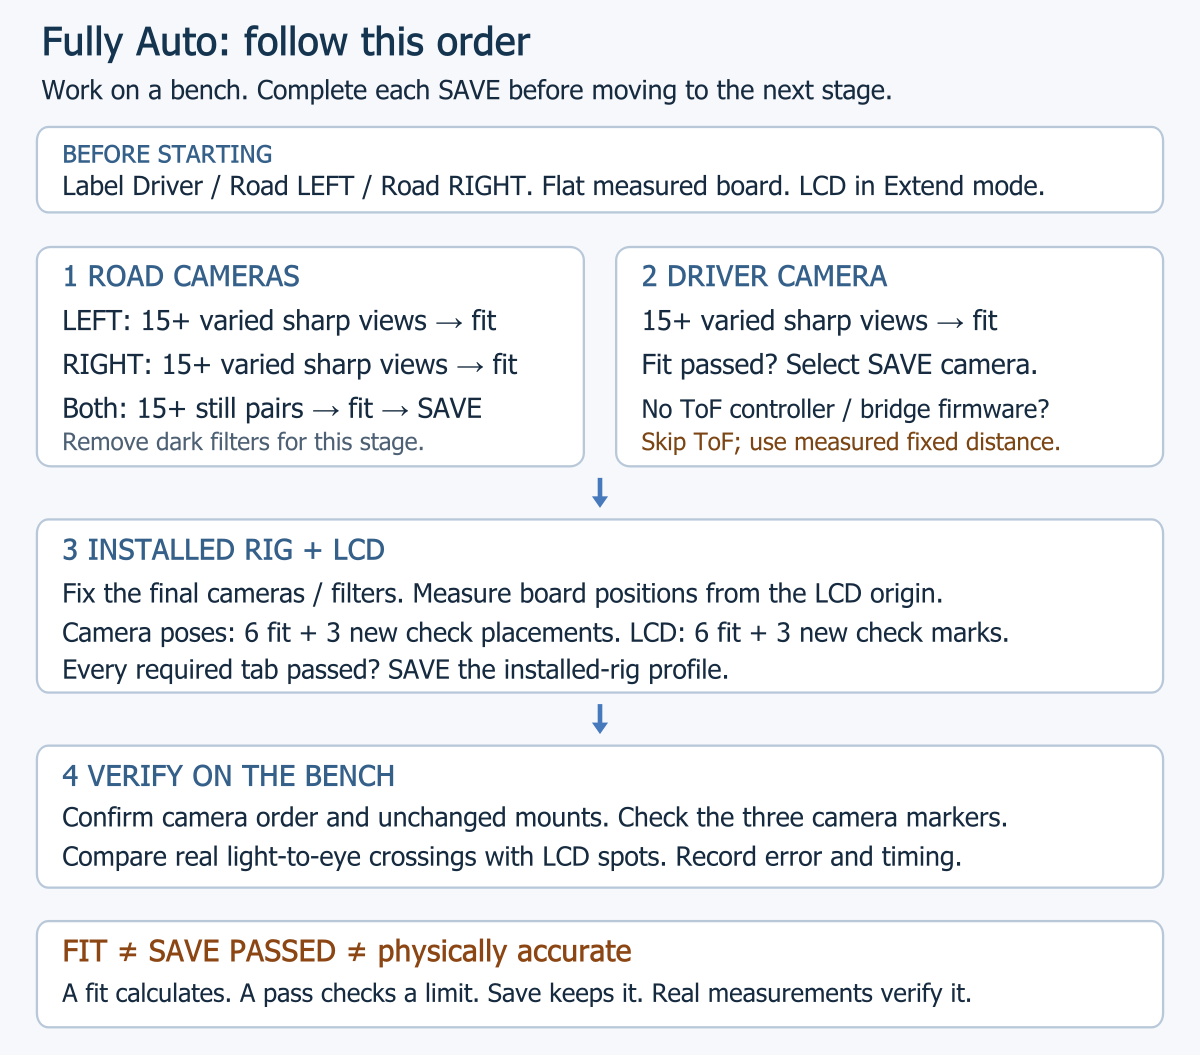 Fully Auto: follow this order
Work on a bench. Complete each SAVE before moving to the next stage.
BEFORE STARTING
Label Driver / Road LEFT / Road RIGHT. Flat measured board. LCD in Extend mode.
1 ROAD CAMERAS
LEFT: 15+ varied sharp views → fit
RIGHT: 15+ varied sharp views → fit
Both: 15+ still pairs → fit → SAVE
Remove dark filters for this stage.
2 DRIVER CAMERA
15+ varied sharp views → fit
Fit passed? Select SAVE camera.
No ToF controller / bridge firmware?
Skip ToF; use measured fixed distance.
3 INSTALLED RIG + LCD
Fix the final cameras / filters. Measure board positions from the LCD origin.
Camera poses: 6 fit + 3 new check placements. LCD: 6 fit + 3 new check marks.
Every required tab passed? SAVE the installed-rig profile.
4 VERIFY ON THE BENCH
Confirm camera order and unchanged mounts. Check the three camera markers.
Compare real light-to-eye crossings with LCD spots. Record error and timing.
FIT ≠ SAVE PASSED ≠ physically accurate
A fit calculates. A pass checks a limit. Save keeps it. Real measurements verify it.